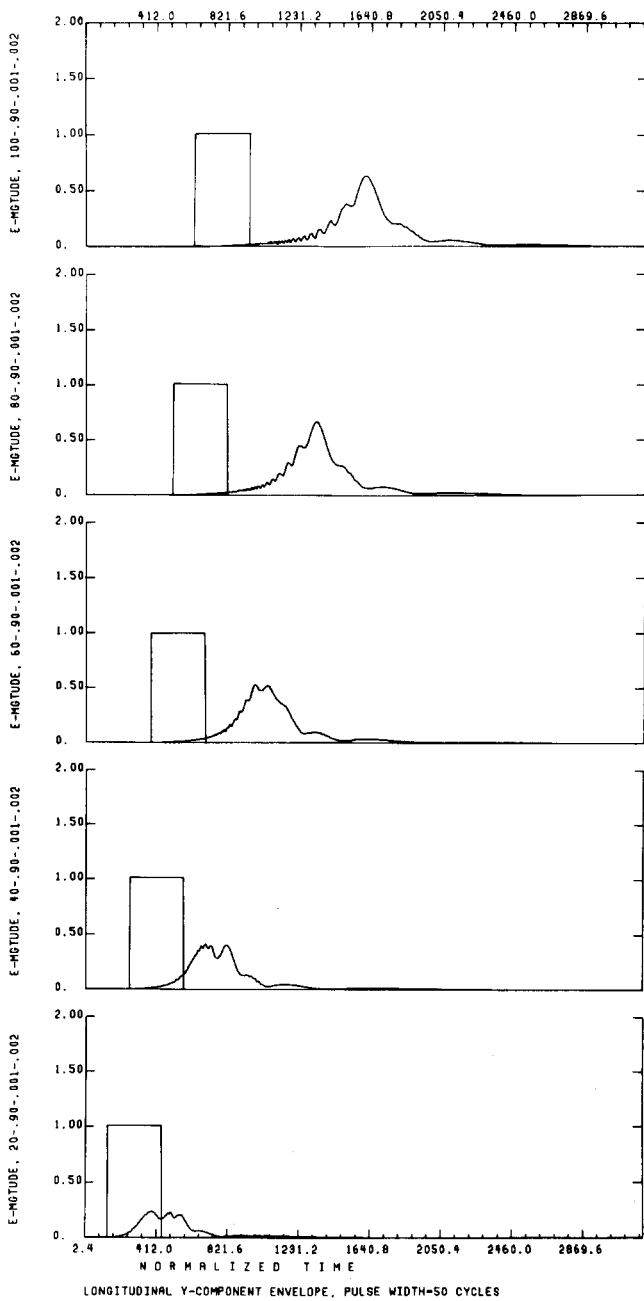 412.0 821.6 1231.2 1640.8 2050.4 2460.0 2869.6
2.00
1.50
1.00
0.50
0.
E-MGTUDE, 100-.90-.001-.002
2.00
1.50
1.00
0.50
0.
E-MGTUDE, 80-.90-.001-.002
2.00
1.50
1.00
0.50
0.
E-MGTUDE, 60-.90-.001-.002
2.00
1.50
1.00
0.50
0.
E-MGTUDE, 40-.90-.001-.002
2.00
1.50
1.00
0.50
0.
E-MGTUDE, 20-.90-.001-.002
2.4 412.0 821.6 1231.2 1640.8 2050.4 2460.0 2869.6
NORMALIZED TIME
LONGITUDINAL Y-COMPONENT ENVELOPE, PULSE WIDTH=50 CYCLES